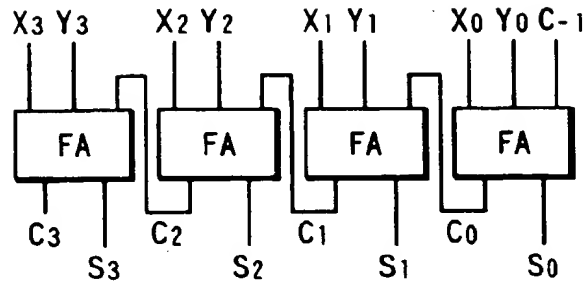 X3 Y3 X2 Y2 X1 Y1 X0 Y0 C-1
FA FA FA FA
C3 C2 C1 C0
S3 S2 S1 S0